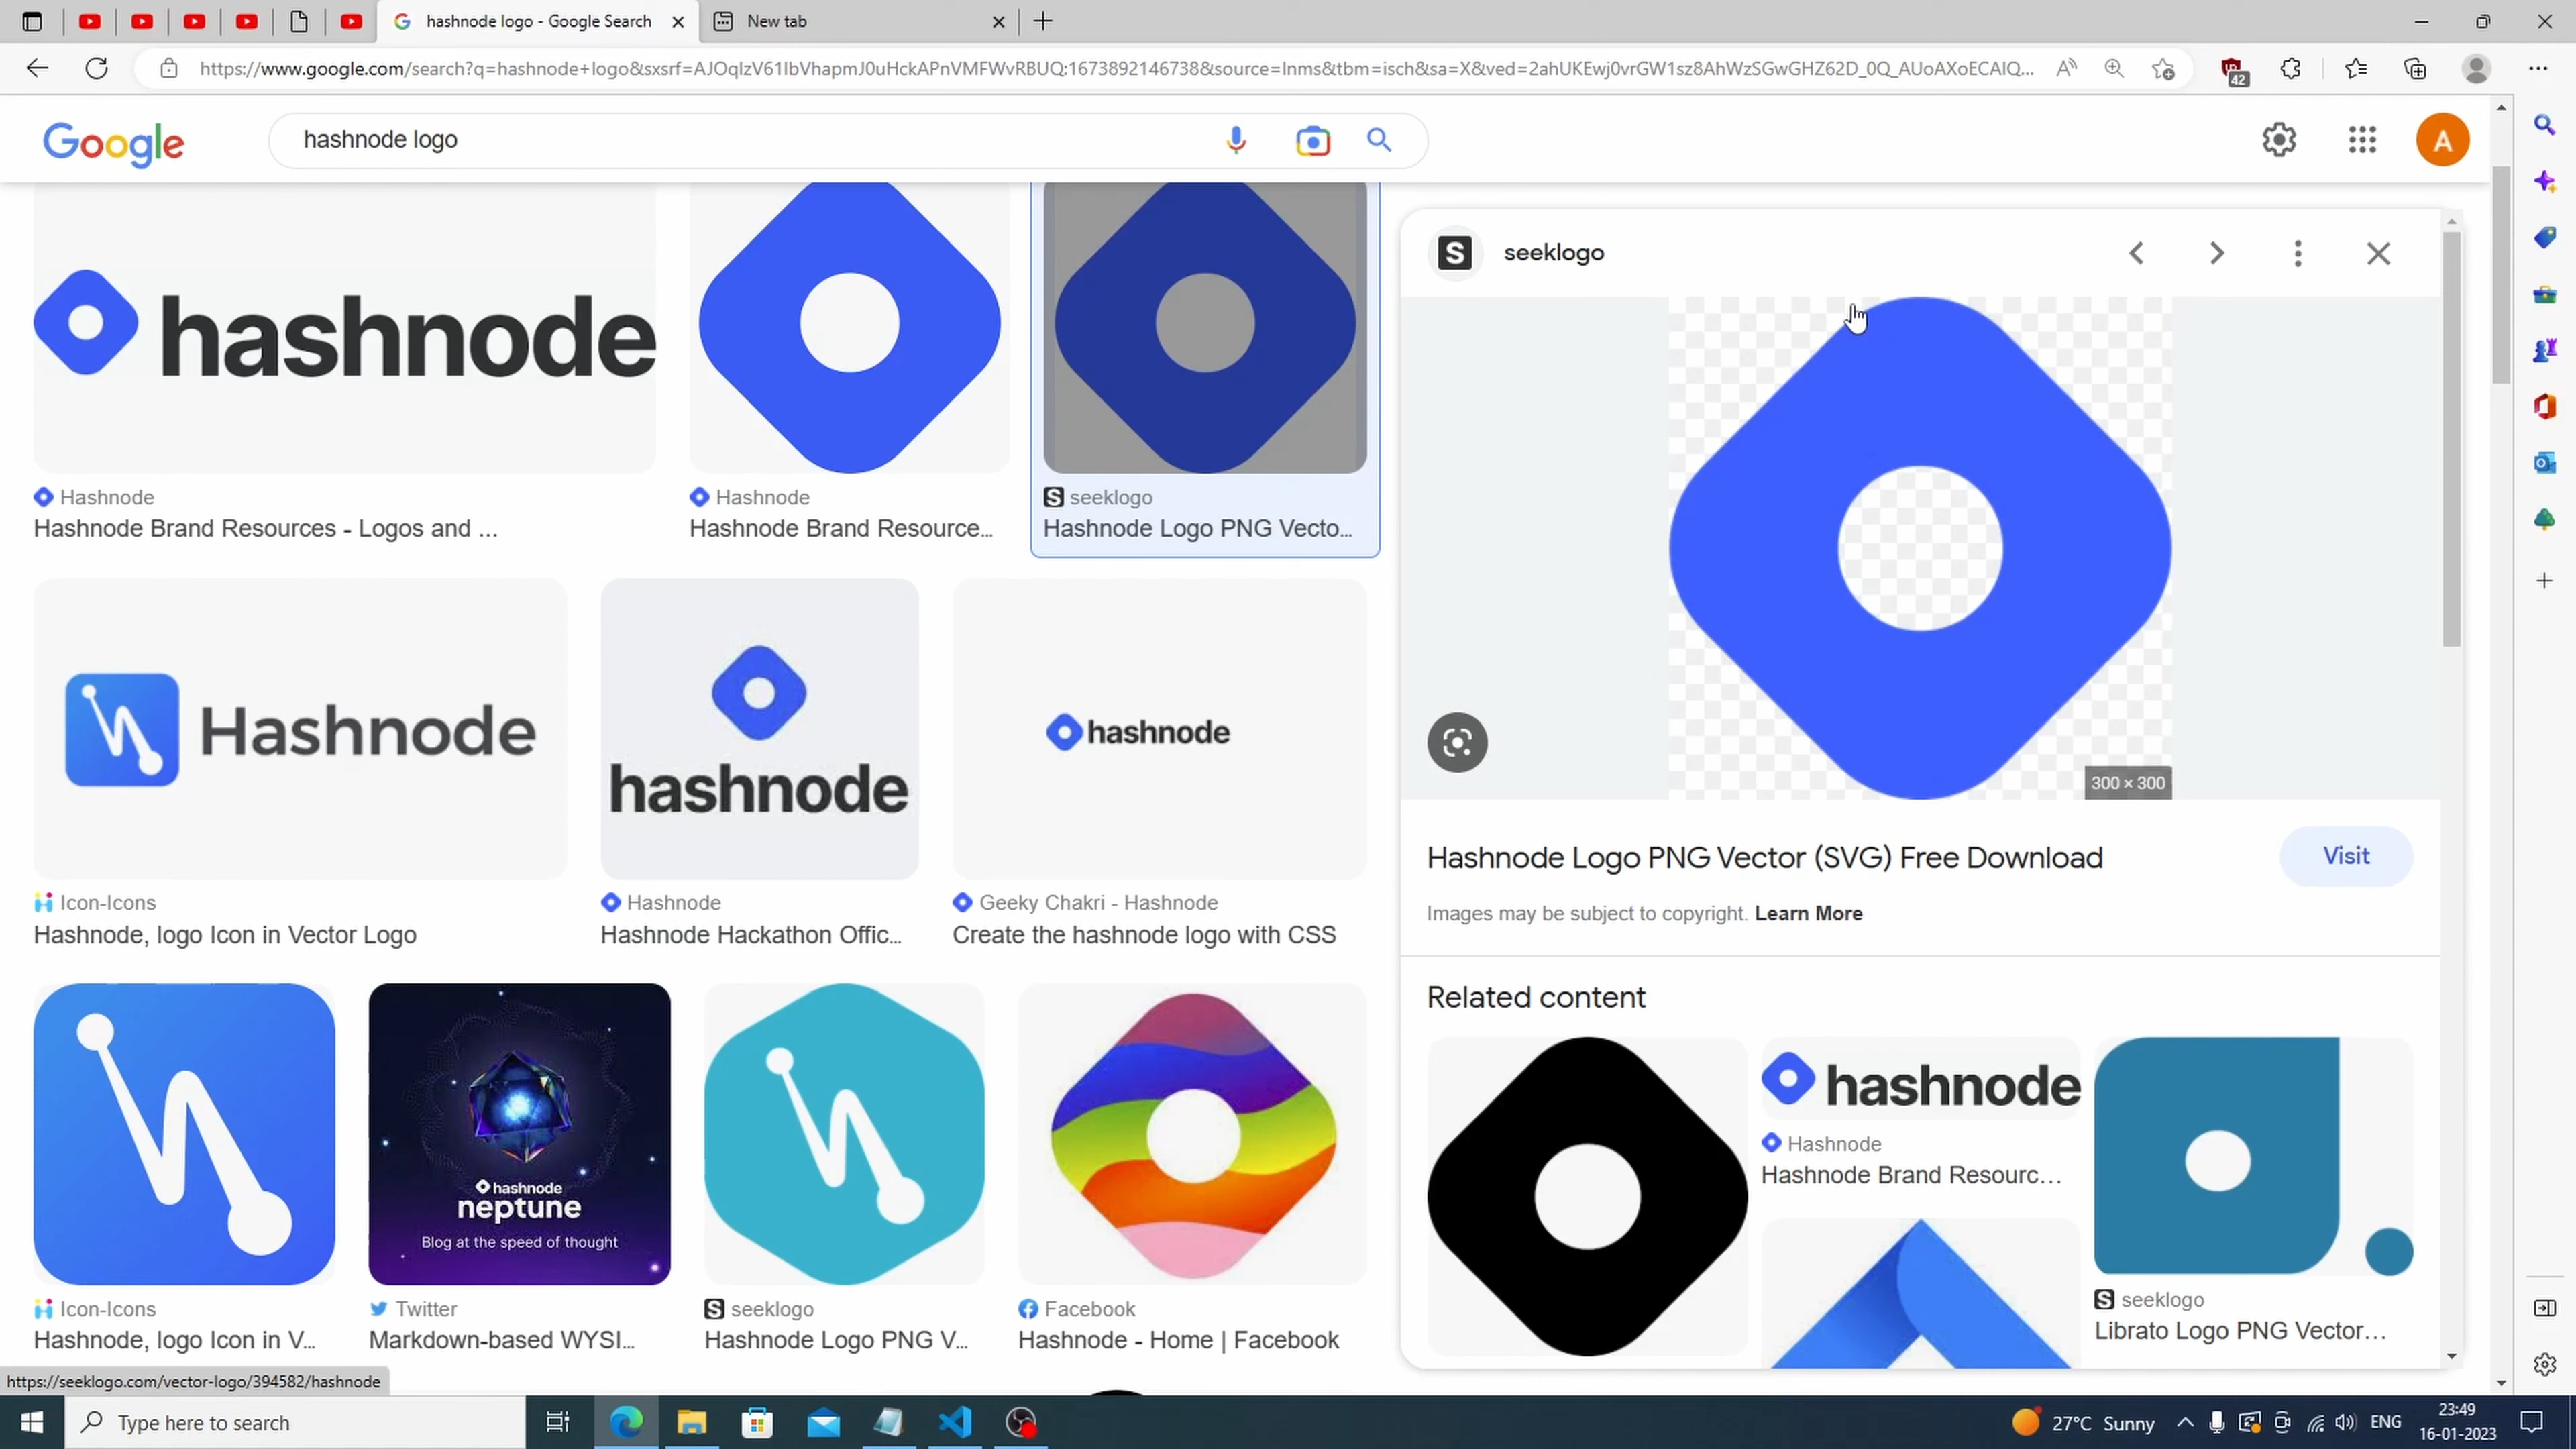 hashnode logo - Google Search
New tab
https://www.google.com/search?q=hashnode+logo&sxsrf=AJOqlzV61lbVhapmJ0uHckAPnVMFWvRBUQ:1673892146738&source=lnms&tbm=isch&sa=X&ved=2ahUKEwj0vrGW1sz8AhWzSGwGHZ62D_0Q_AUoAXoECAIQ...
42
Google
hashnode logo
A
hashnode
Hashnode
Hashnode Brand Resources - Logos and ...
Hashnode
Hashnode Brand Resource...
S seeklogo
Hashnode Logo PNG Vecto...
Hashnode
Icon-Icons
Hashnode, logo Icon in Vector Logo
hashnode
Hashnode
Hashnode Hackathon Offic...
hashnode
Geeky Chakri - Hashnode
Create the hashnode logo with CSS
Icon-Icons
Hashnode, logo Icon in V...
hashnode
neptune
Blog at the speed of thought
Twitter
Markdown-based WYSI...
S seeklogo
Hashnode Logo PNG V...
Facebook
Hashnode - Home | Facebook
S seeklogo
300 × 300
Hashnode Logo PNG Vector (SVG) Free Download
Visit
Images may be subject to copyright. Learn More
Related content
hashnode
Hashnode
Hashnode Brand Resourc...
S seeklogo
Librato Logo PNG Vector...
https://seeklogo.com/vector-logo/394582/hashnode
Type here to search
27°C Sunny
ENG
23:49
16-01-2023